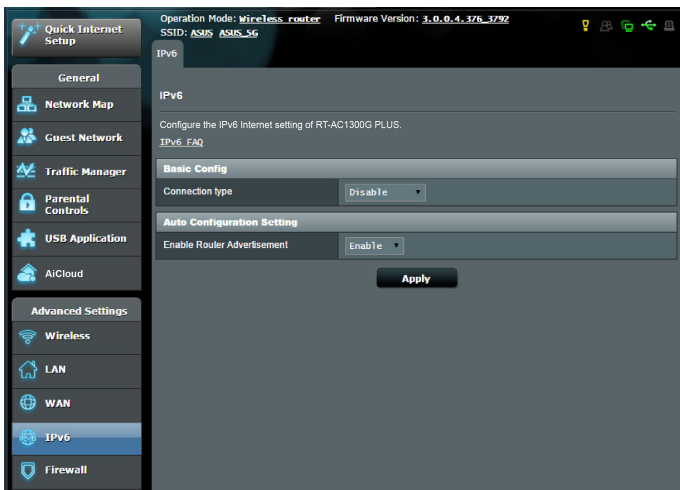 Quick Internet
Setup
Operation Mode: Wireless router Firmware Version: 3.0.0.4.376_3792
SSID: ASUS ASUS_5G
IPv6
General
Network Map
Guest Network
Traffic Manager
Parental
Controls
USB Application
AiCloud
Advanced Settings
Wireless
LAN
WAN
IPv6
Firewall
IPv6
Configure the IPv6 Internet setting of RT-AC1300G PLUS.
IPv6 FAQ
Basic Config
Connection type Disable
Auto Configuration Setting
Enable Router Advertisement Enable
Apply